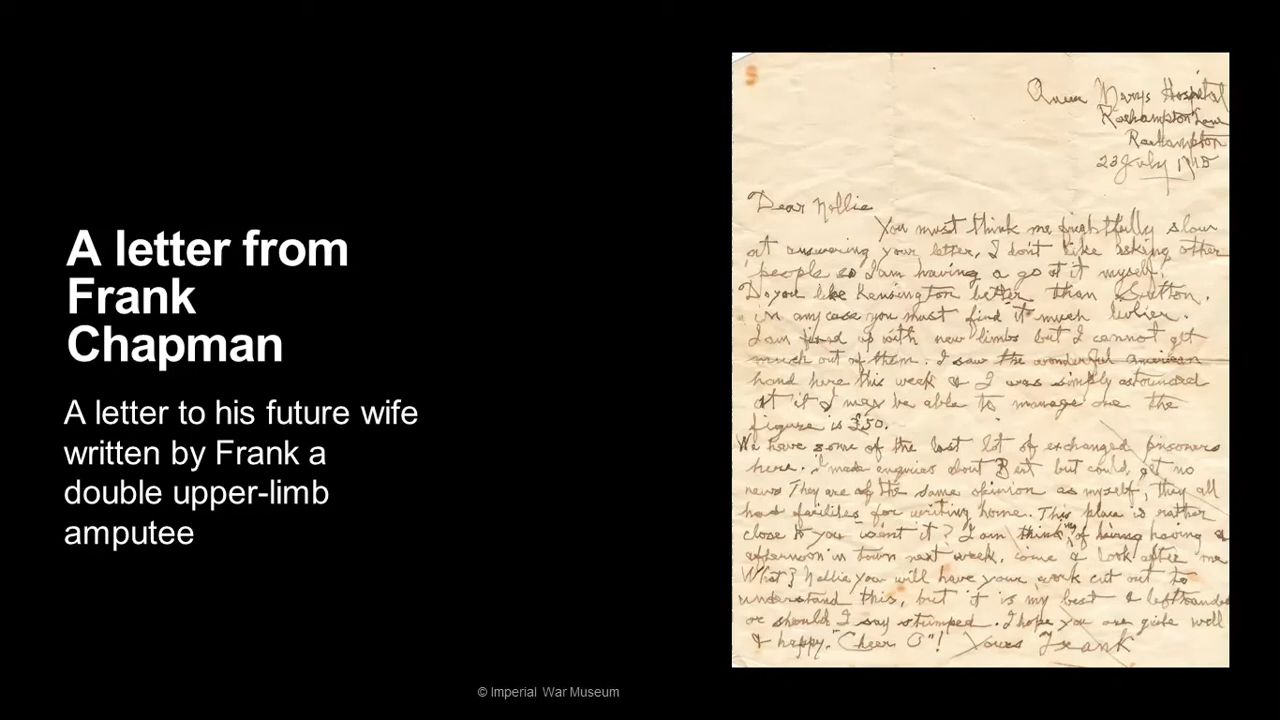 A letter from
Frank
Chapman
A letter to his future wife
written by Frank a
double upper-limb
amputee
© Imperial War Museum
Queen Marys Hospital
Roehampton Lane
Roehampton
23 July 1915
Dear Nellie
You must think me frightfully slow
at answering your letter, I don't like asking other
people so I am having a go at it myself.
Do you like Kensington better than Sutton.
in any case you must find it much livlier.
I am fixed up with new limbs but I cannot get
much out of them. I saw the wonderful american
hand here this week & I was simply astounded
at it I may be able to manage one the
figure is £50.
We have some of the last lot of exchanged prisoners
here. I made enquries about Bert but could get no
news They are of the same opinion as myself, they all
had facilites for writing home. This place is rather
close to you isn't it? I am thinking of having
afternoon in town next week, come & look after me
What? Nellie you will have your work cut out to
understand this, but it is my best & lefthanded
or should I say stumped. I hope you are quite well
& happy. "Cheer O"! Yours Frank